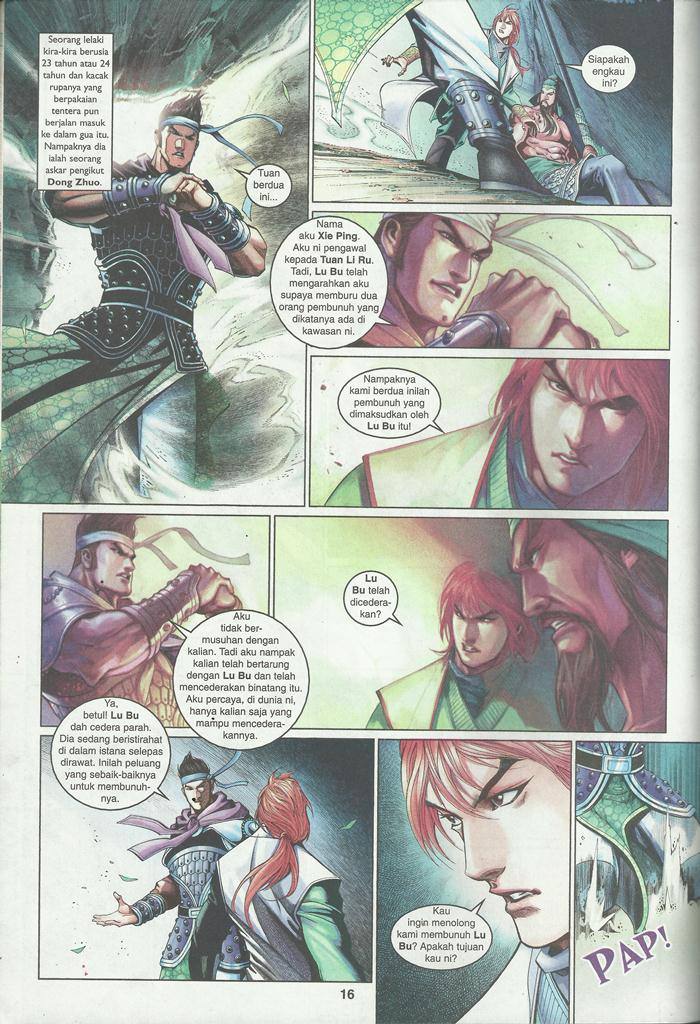 Seorang lelaki
kira-kira berusia
23 tahun atau 24
tahun dan kacak
rupanya yang
berpakaian
tentera pun
berjalan masuk
ke dalam gua itu.
Nampaknya dia
ialah seorang
askar pengikut
Dong Zhuo.
Tuan
berdua
ini...
Siapakah
engkau
ini?
Nama
aku Xie Ping.
Aku ni pengawal
kepada Tuan Li Ru.
Tadi, Lu Bu telah
mengarahkan aku
supaya memburu dua
orang pembunuh yang
dikatanya ada di
kawasan ni.
Nampaknya
kami berdua inilah
pembunuh yang
dimaksudkan oleh
Lu Bu itu!
Aku
tidak ber-
musuhan dengan
kalian. Tadi aku nampak
kalian telah bertarung
dengan Lu Bu dan telah
mencederakan binatang itu.
Aku percaya, di dunia ni,
hanya kalian saja yang
mampu mencedera-
kannya.
Lu
Bu telah
dicedera-
kan?
Ya,
betul! Lu Bu
dah cedera parah.
Dia sedang beristirahat
di dalam istana selepas
dirawat. Inilah peluang
yang sebaik-baiknya
untuk membunuh-
nya.
Kau
ingin menolong
kami membunuh Lu
Bu? Apakah tujuan
kau ni?
PAP!
16